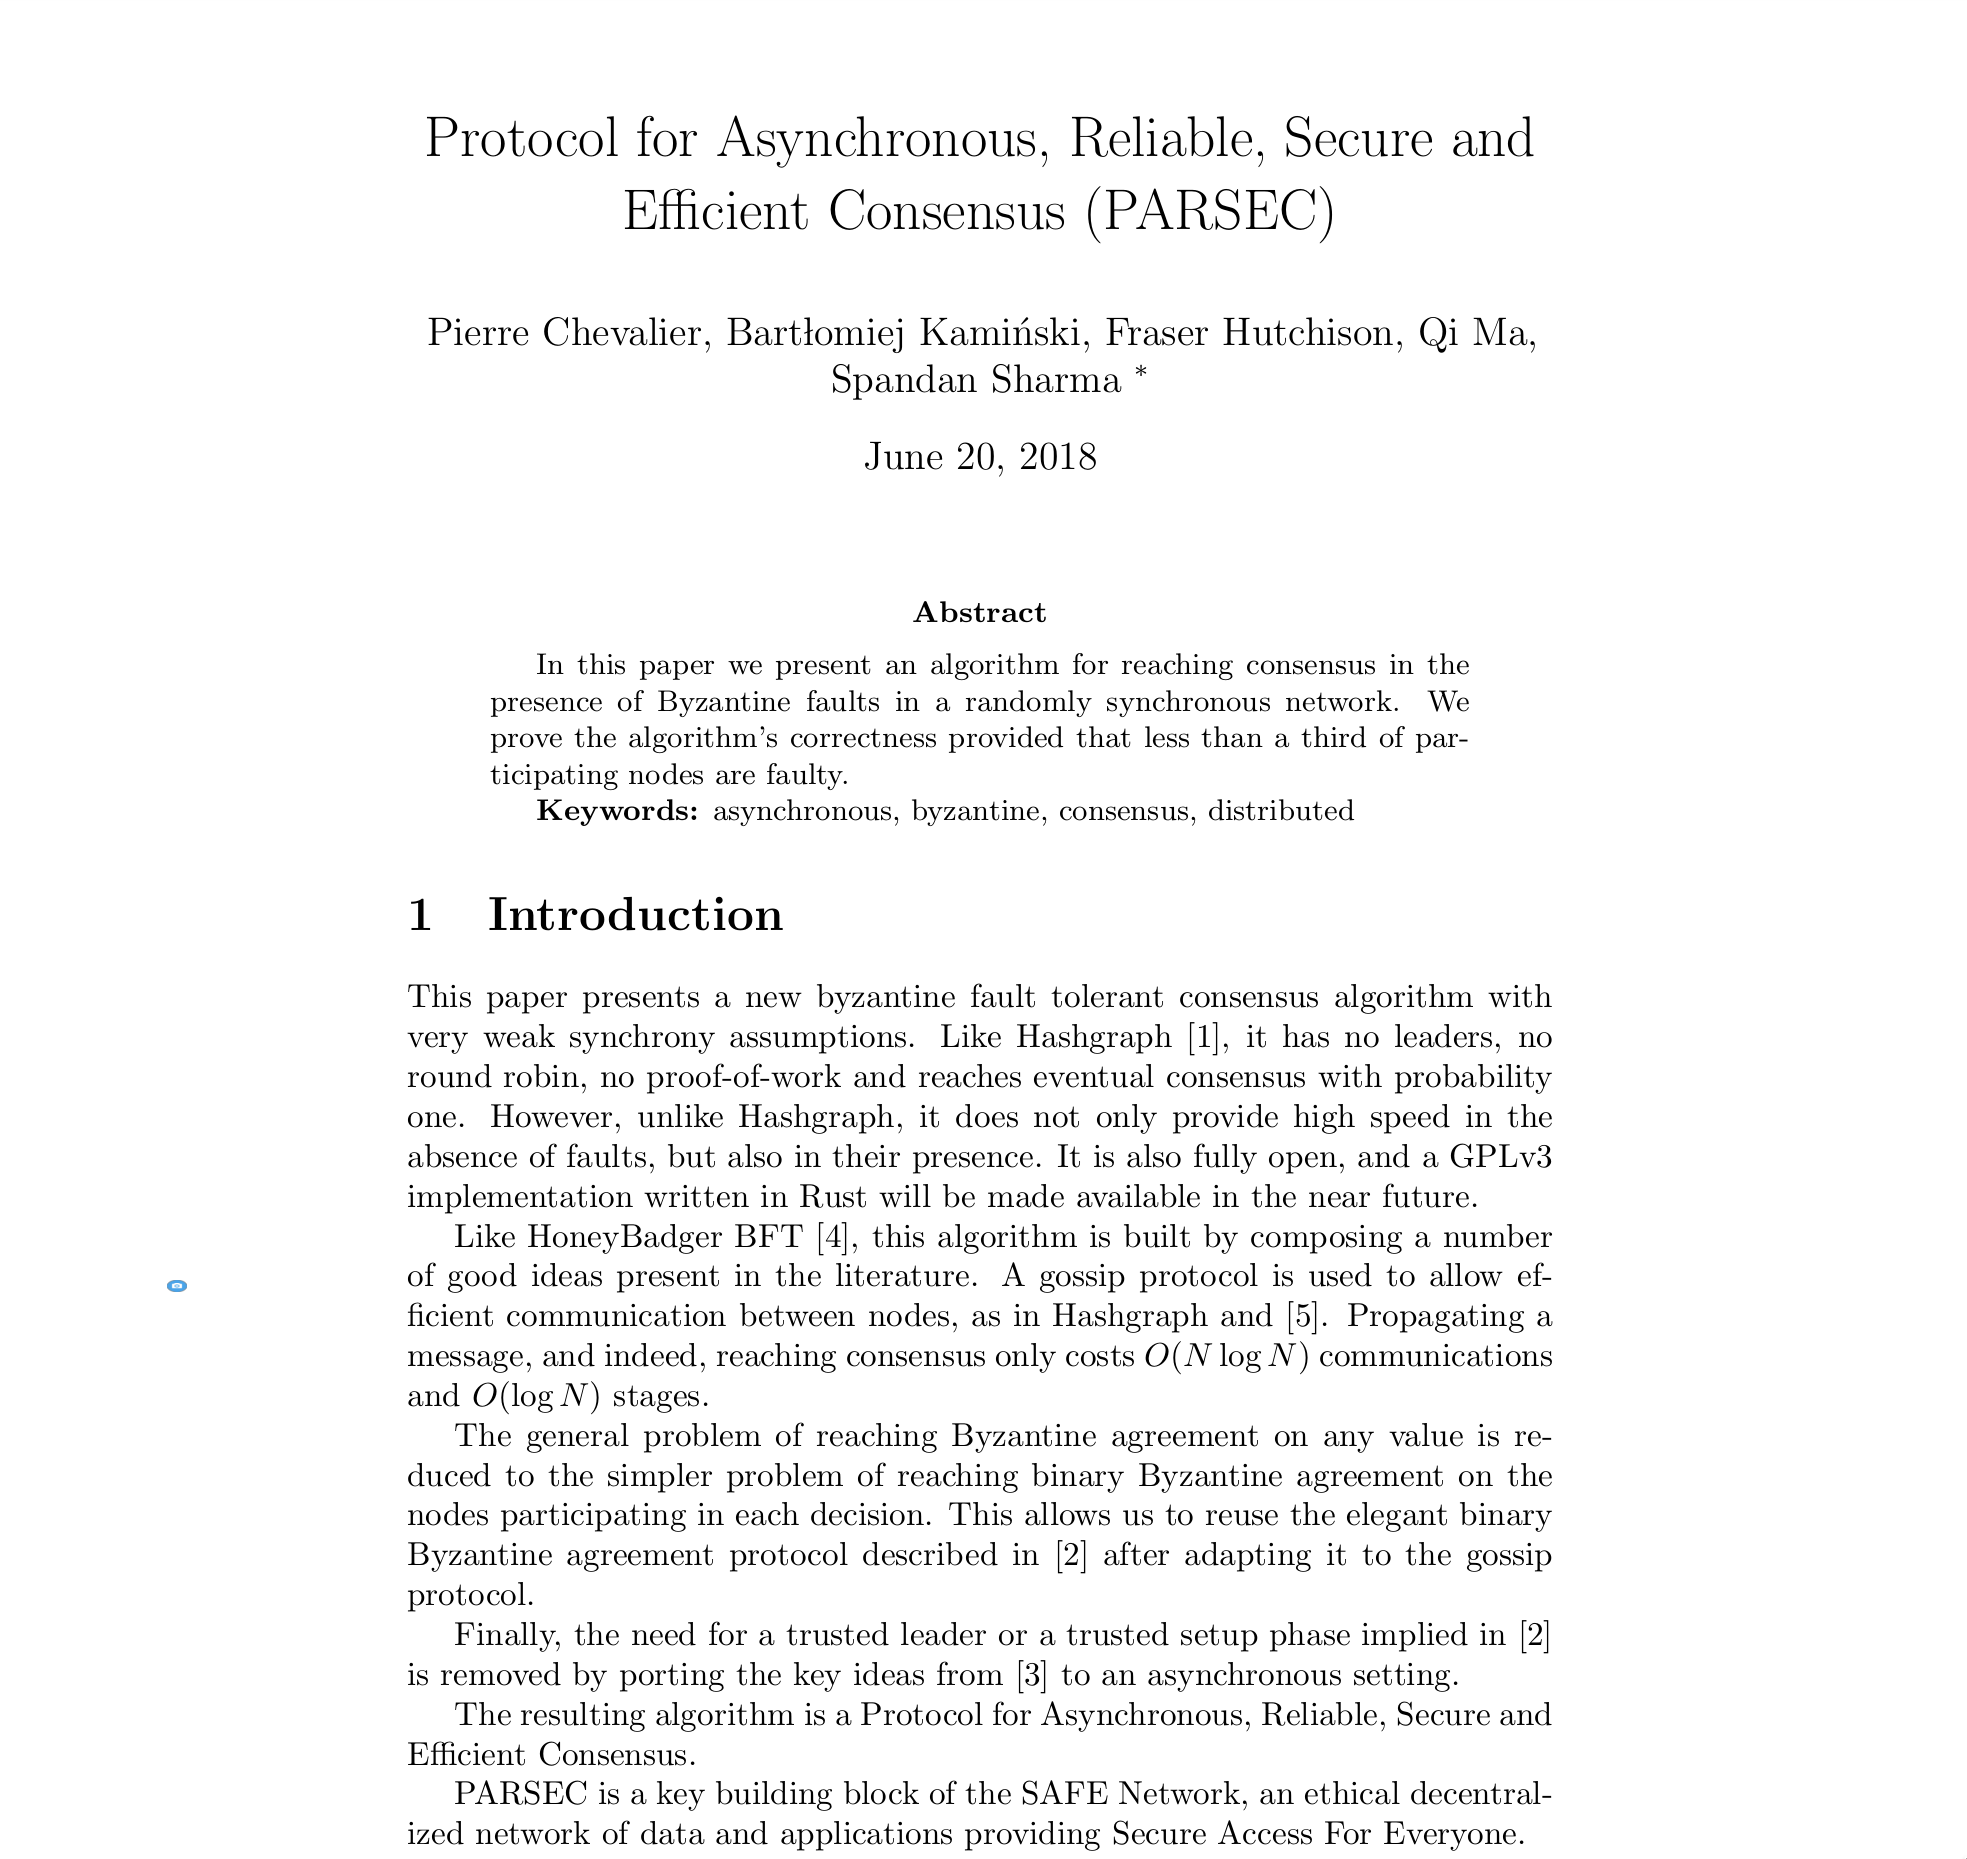 Protocol for Asynchronous, Reliable, Secure and
Efficient Consensus (PARSEC)
Pierre Chevalier, Bartłomiej Kamiński, Fraser Hutchison, Qi Ma,
Spandan Sharma *
June 20, 2018
Abstract
In this paper we present an algorithm for reaching consensus in the
presence of Byzantine faults in a randomly synchronous network. We
prove the algorithm's correctness provided that less than a third of par-
ticipating nodes are faulty.
Keywords: asynchronous, byzantine, consensus, distributed
1 Introduction
This paper presents a new byzantine fault tolerant consensus algorithm with
very weak synchrony assumptions. Like Hashgraph [1], it has no leaders, no
round robin, no proof-of-work and reaches eventual consensus with probability
one. However, unlike Hashgraph, it does not only provide high speed in the
absence of faults, but also in their presence. It is also fully open, and a GPLv3
implementation written in Rust will be made available in the near future.
Like HoneyBadger BFT [4], this algorithm is built by composing a number
of good ideas present in the literature. A gossip protocol is used to allow ef-
ficient communication between nodes, as in Hashgraph and [5]. Propagating a
message, and indeed, reaching consensus only costs O(N log N) communications
and O(log N) stages.
The general problem of reaching Byzantine agreement on any value is re-
duced to the simpler problem of reaching binary Byzantine agreement on the
nodes participating in each decision. This allows us to reuse the elegant binary
Byzantine agreement protocol described in [2] after adapting it to the gossip
protocol.
Finally, the need for a trusted leader or a trusted setup phase implied in [2]
is removed by porting the key ideas from [3] to an asynchronous setting.
The resulting algorithm is a Protocol for Asynchronous, Reliable, Secure and
Efficient Consensus.
PARSEC is a key building block of the SAFE Network, an ethical decentral-
ized network of data and applications providing Secure Access For Everyone.